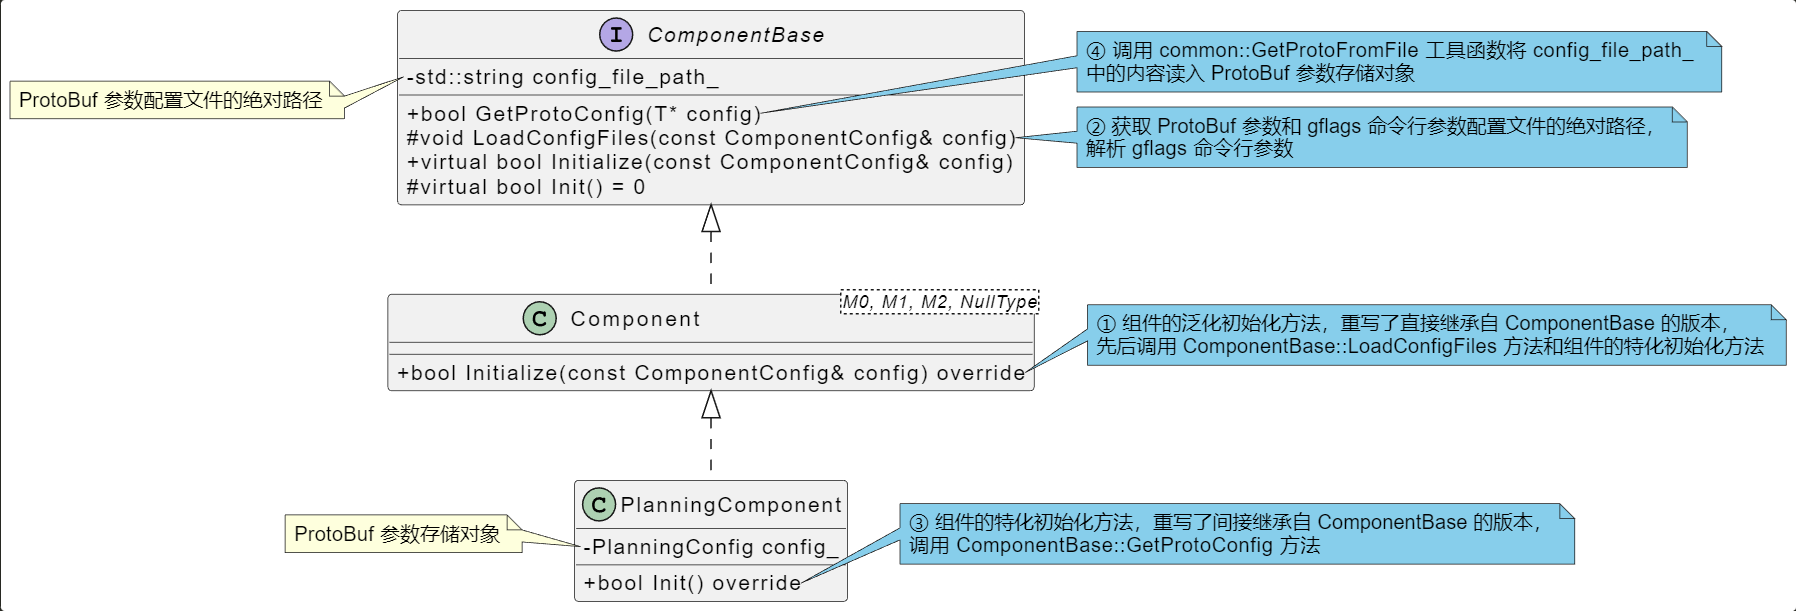 I ComponentBase
-std::string config_file_path_
+bool GetProtoConfig(T* config)
#void LoadConfigFiles(const ComponentConfig& config)
+virtual bool Initialize(const ComponentConfig& config)
#virtual bool Init() = 0
ProtoBuf 参数配置文件的绝对路径
④ 调用 common::GetProtoFromFile 工具函数将 config_file_path_
中的内容读入 ProtoBuf 参数存储对象
② 获取 ProtoBuf 参数和 gflags 命令行参数配置文件的绝对路径，
解析 gflags 命令行参数
M0, M1, M2, NullType
C Component
+bool Initialize(const ComponentConfig& config) override
① 组件的泛化初始化方法，重写了直接继承自 ComponentBase 的版本，
先后调用 ComponentBase::LoadConfigFiles 方法和组件的特化初始化方法
C PlanningComponent
-PlanningConfig config_
+bool Init() override
ProtoBuf 参数存储对象
③ 组件的特化初始化方法，重写了间接继承自 ComponentBase 的版本，
调用 ComponentBase::GetProtoConfig 方法